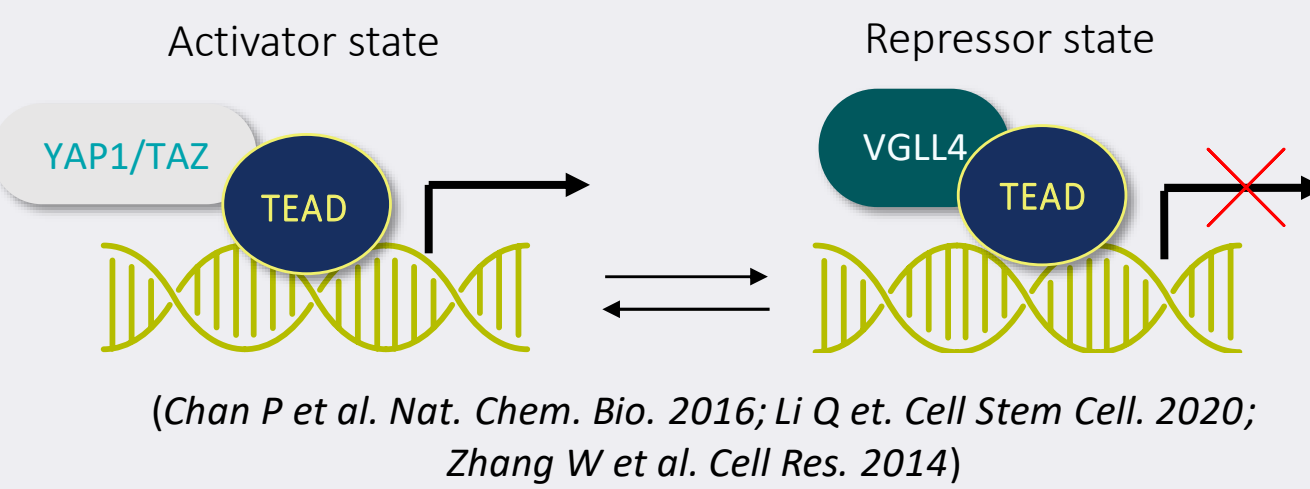 Activator state
Repressor state
YAP1/TAZ
TEAD
VGLL4
TEAD
(Chan P et al. Nat. Chem. Bio. 2016; Li Q et. Cell Stem Cell. 2020;
Zhang W et al. Cell Res. 2014)